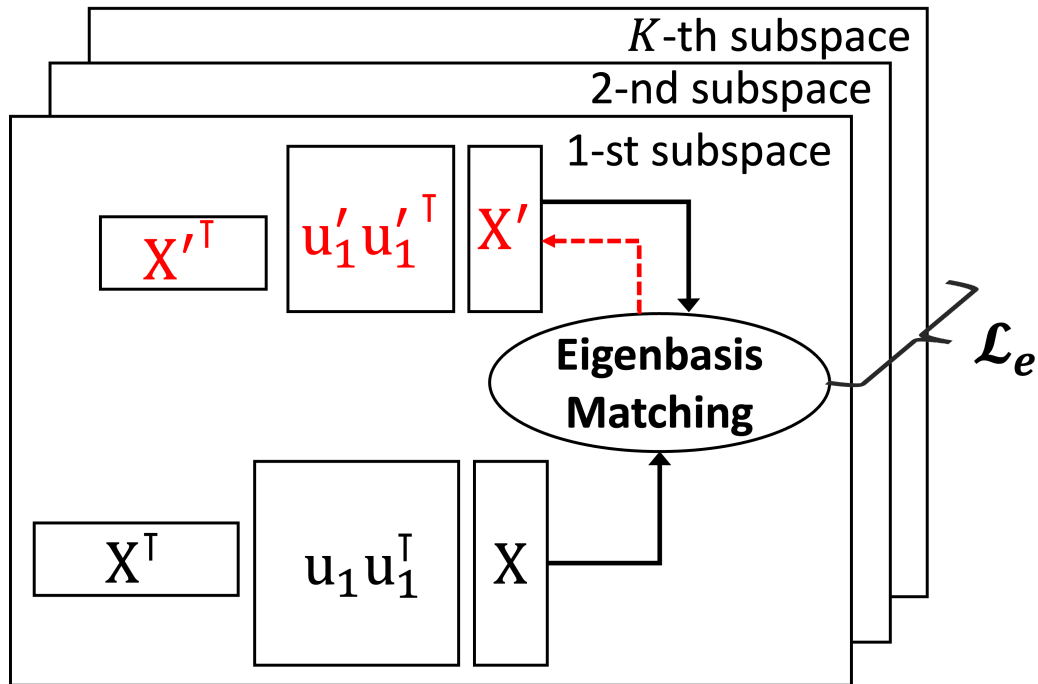 K-th subspace
2-nd subspace
1-st subspace
X′ᵀ
u′₁u′₁ᵀ
X′
Eigenbasis
Matching
ℒₑ
Xᵀ
u₁u₁ᵀ
X